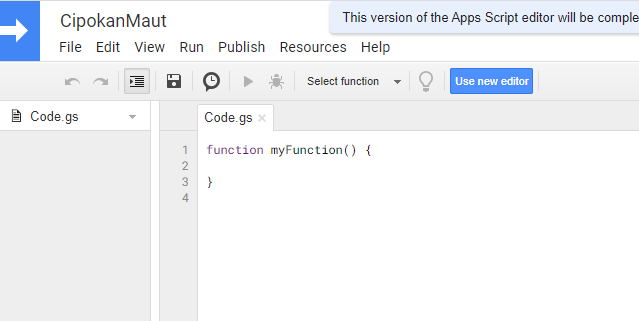 CipokanMaut
This version of the Apps Script editor will be comple
File Edit View Run Publish Resources Help
Select function
Use new editor
Code.gs
Code.gs ×
1 function myFunction() {
2
3 }
4